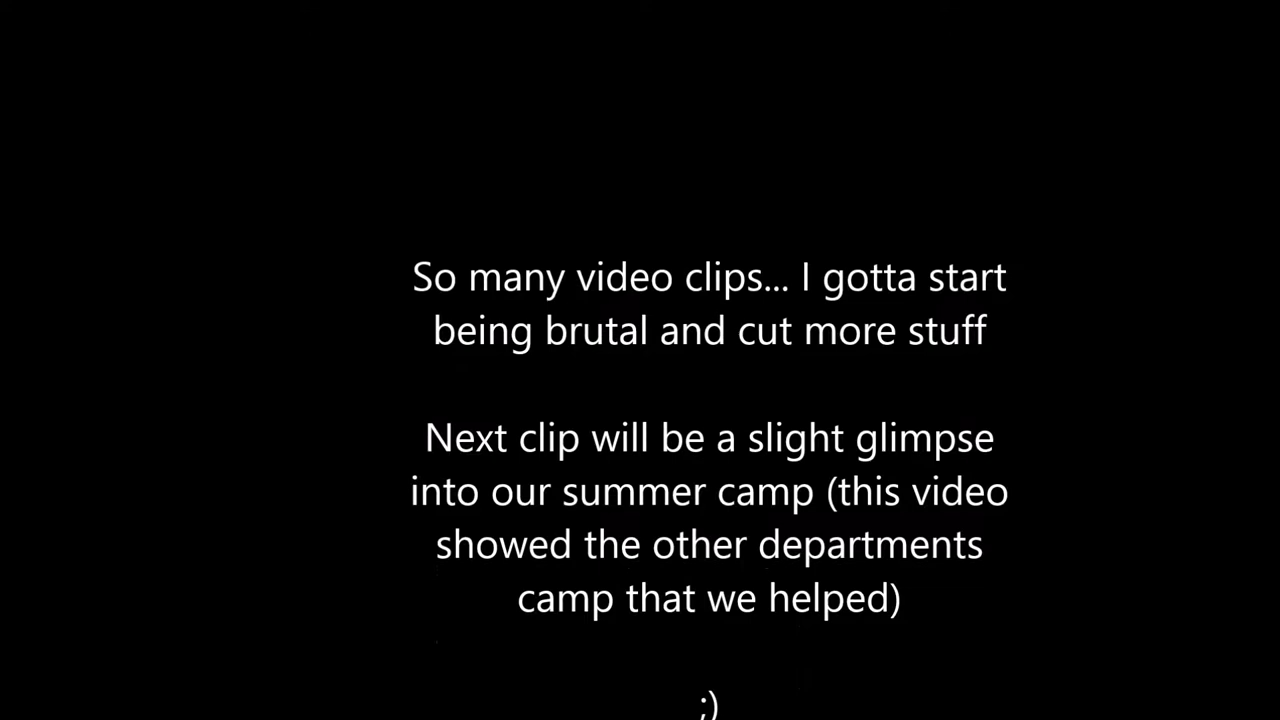 So many video clips... I gotta start
being brutal and cut more stuff
Next clip will be a slight glimpse
into our summer camp (this video
showed the other departments
camp that we helped)
;)